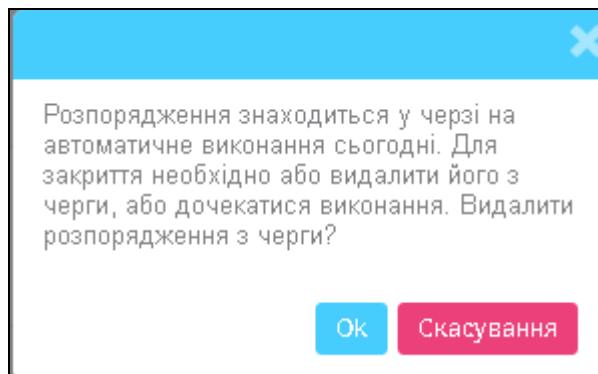 Розпорядження знаходиться у черзі на
автоматичне виконання сьогодні. Для
закриття необхідно або видалити його з
черги, або дочекатися виконання. Видалити
розпорядження з черги?
Ok Скасування